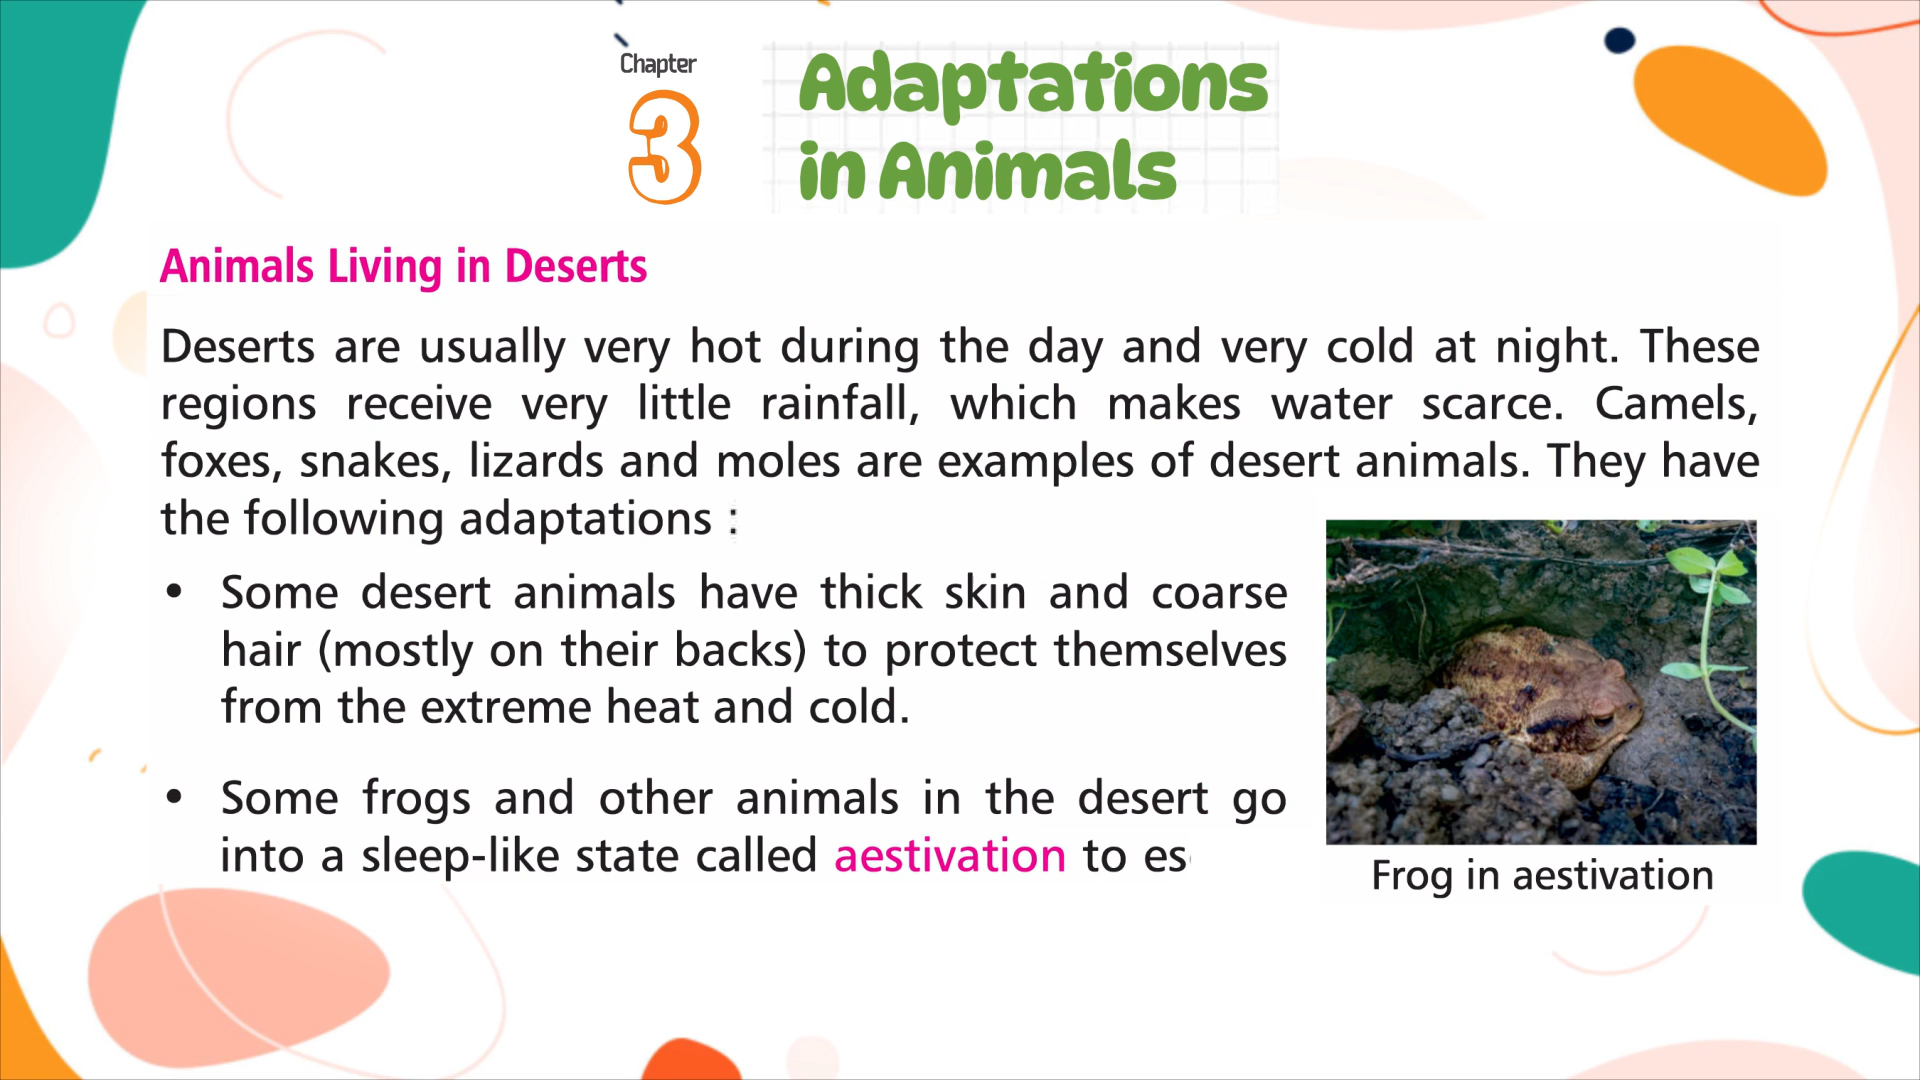 Chapter
3
Adaptations
in Animals
Animals Living in Deserts
Deserts are usually very hot during the day and very cold at night. These
regions receive very little rainfall, which makes water scarce. Camels,
foxes, snakes, lizards and moles are examples of desert animals. They have
the following adaptations :
• Some desert animals have thick skin and coarse
hair (mostly on their backs) to protect themselves
from the extreme heat and cold.
• Some frogs and other animals in the desert go
into a sleep-like state called aestivation to es
Frog in aestivation